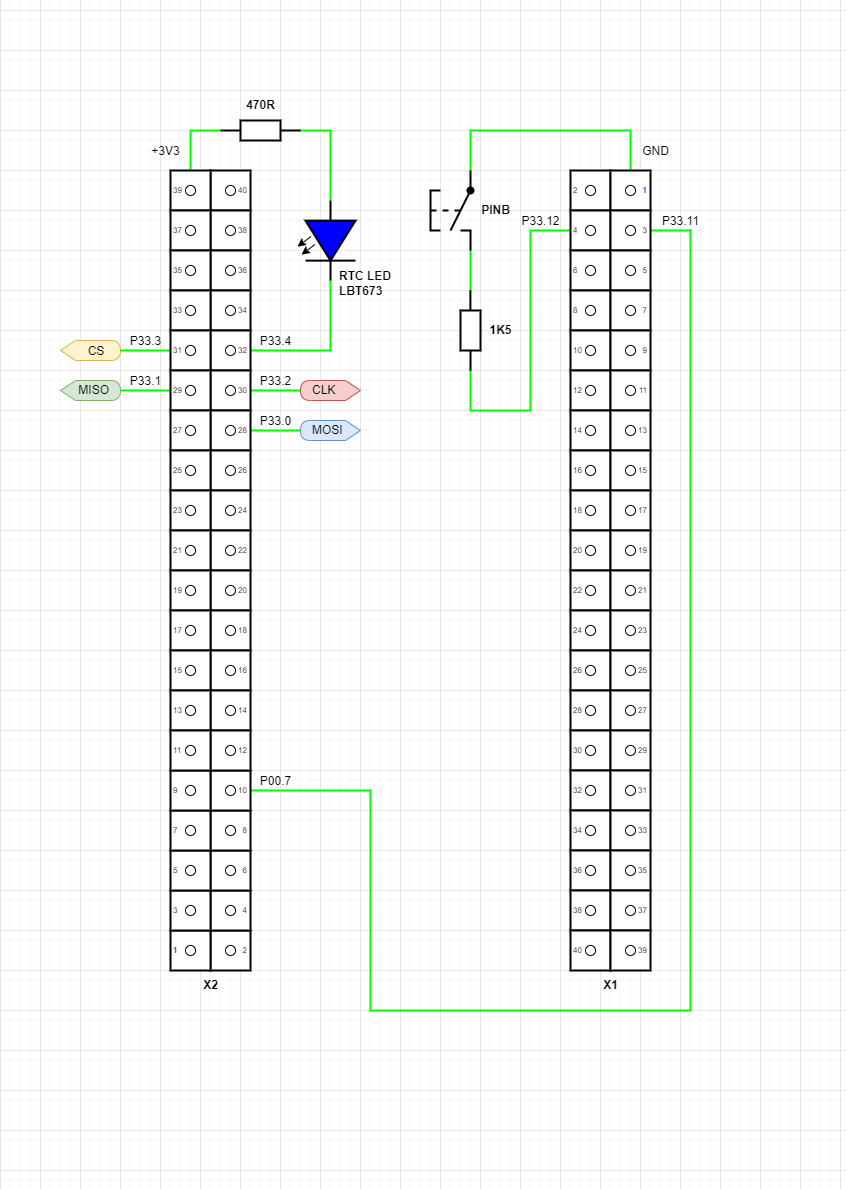 470R
+3V3
GND
39 40
2 1
PINB
P33.12
P33.11
37 38
4 3
35 36
6 5
RTC LED
LBT673
33 34
8 7
1K5
CS
P33.3
31 32
P33.4
10 9
MISO
P33.1
29 30
P33.2
CLK
12 11
27 28
P33.0
MOSI
14 13
25 26
16 15
23 24
18 17
21 22
20 19
19 20
22 21
17 18
24 23
15 16
26 25
13 14
28 27
11 12
30 29
9 10
P00.7
32 31
7 8
34 33
5 6
36 35
3 4
38 37
1 2
40 39
X2
X1